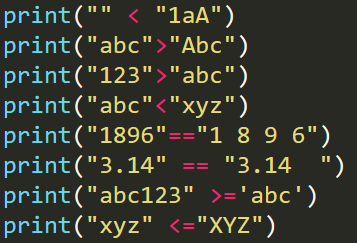 print("" < "1aA")
print("abc">"Abc")
print("123">"abc")
print("abc"<"xyz")
print("1896"=="1 8 9 6")
print("3.14" == "3.14  ")
print("abc123" >='abc')
print("xyz" <="XYZ")